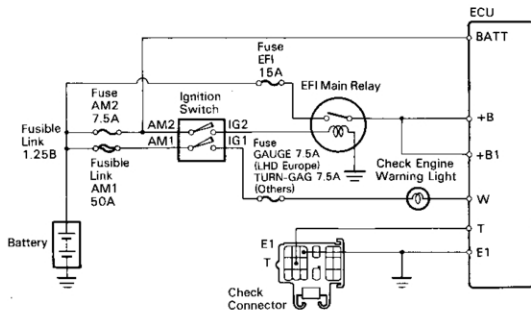 ECU
BATT
Fuse
EFI
15A
EFI Main Relay
Fuse
AM2
7.5A
Ignition
Switch
AM2
IG2
AM1
IG1
+B
Fusible
Link
1.25B
Fusible
Link
AM1
50A
Fuse
GAUGE 7.5A
(LHD Europe)
TURN-GAG 7.5A
(Others)
Check Engine
Warning Light
+B1
W
Battery
E1
T
T
E1
Check
Connector